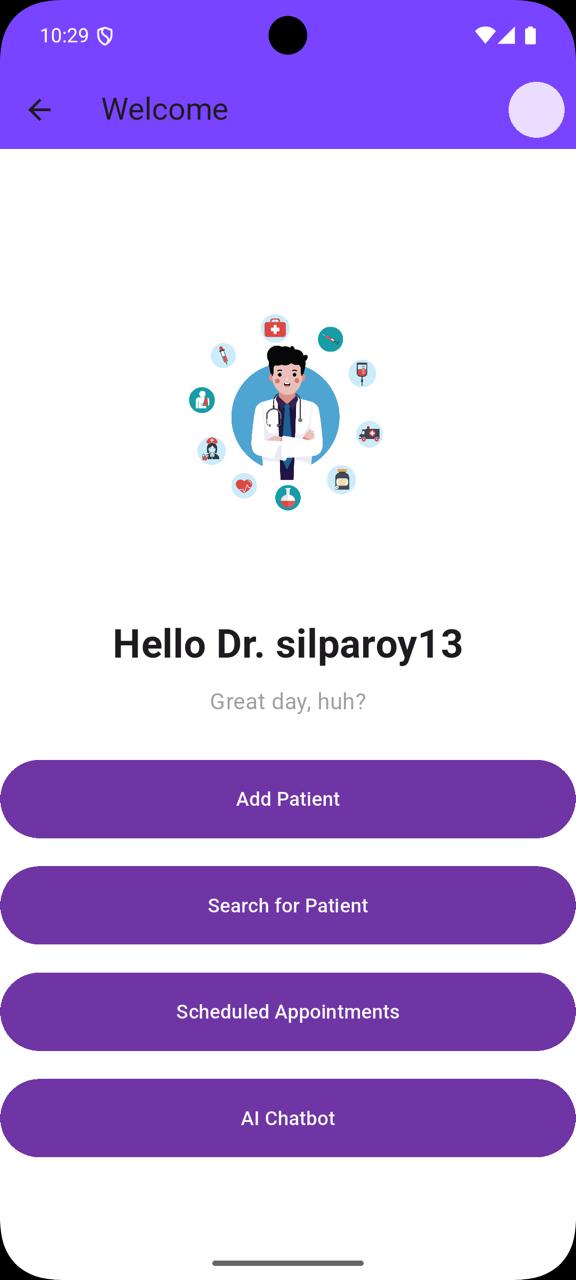 10:29
Welcome
Hello Dr. silparoy13
Great day, huh?
Add Patient
Search for Patient
Scheduled Appointments
AI Chatbot